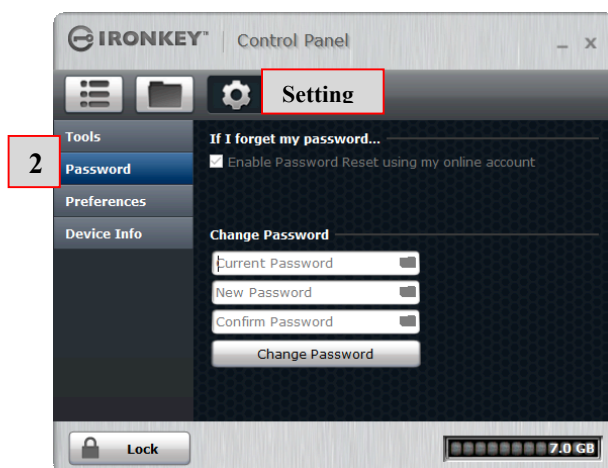 IRONKEY™ Control Panel
Setting
2
Tools
Password
Preferences
Device Info
If I forget my password...
Enable Password Reset using my online account
Change Password
Current Password
New Password
Confirm Password
Change Password
Lock
7.0 GB